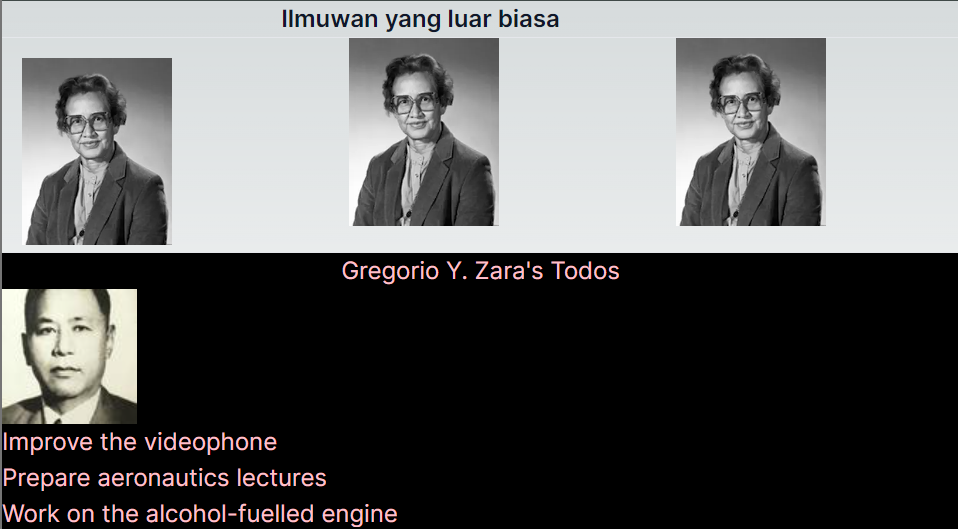 Ilmuwan yang luar biasa
Gregorio Y. Zara's Todos
Improve the videophone
Prepare aeronautics lectures
Work on the alcohol-fuelled engine